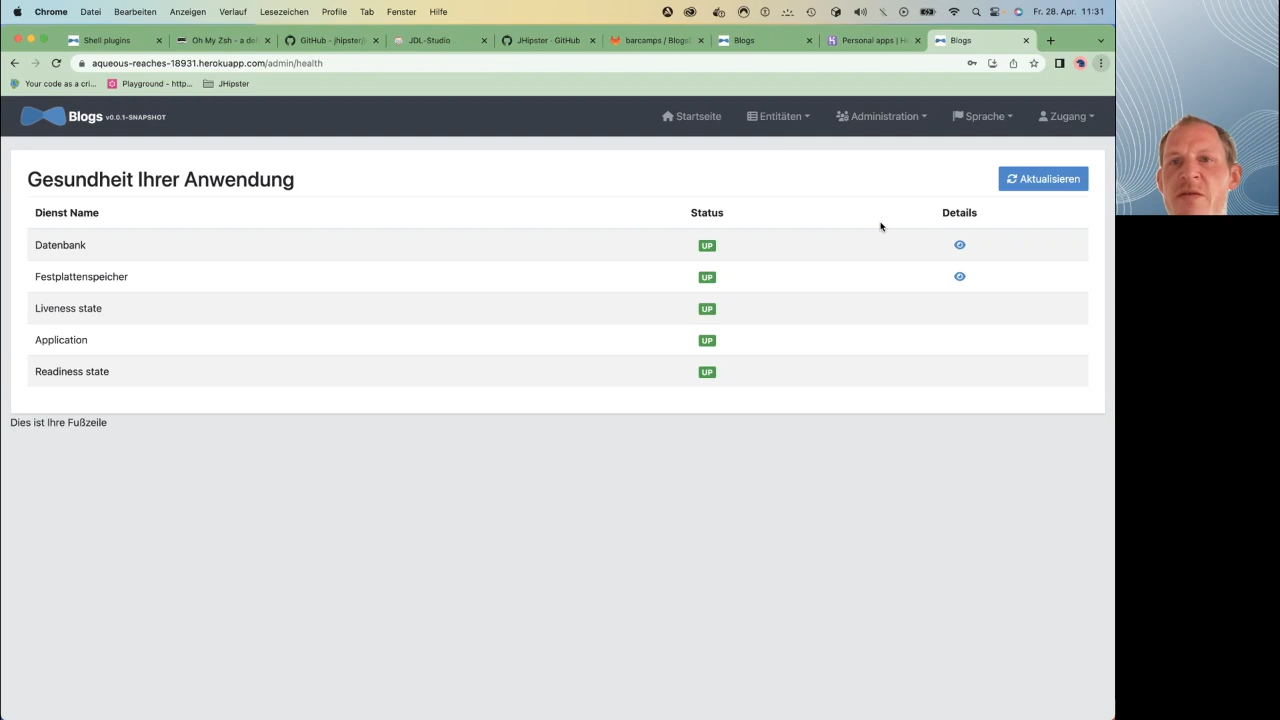 Chrome Datei Bearbeiten Anzeigen Verlauf Lesezeichen Profile Tab Fenster Hilfe Fr. 28. Apr. 11:31
Shell plugins Oh My Zsh - a de GitHub - jhipster/j JDL-Studio JHipster · GitHub barcamps / Blogs Blogs Personal apps | H Blogs
aqueous-reaches-18931.herokuapp.com/admin/health
Your code as a cri... Playground - http... JHipster
Blogs v0.0.1-SNAPSHOT Startseite Entitäten Administration Sprache Zugang
Gesundheit Ihrer Anwendung Aktualisieren
Dienst Name Status Details
Datenbank UP
Festplattenspeicher UP
Liveness state UP
Application UP
Readiness state UP
Dies ist Ihre Fußzeile